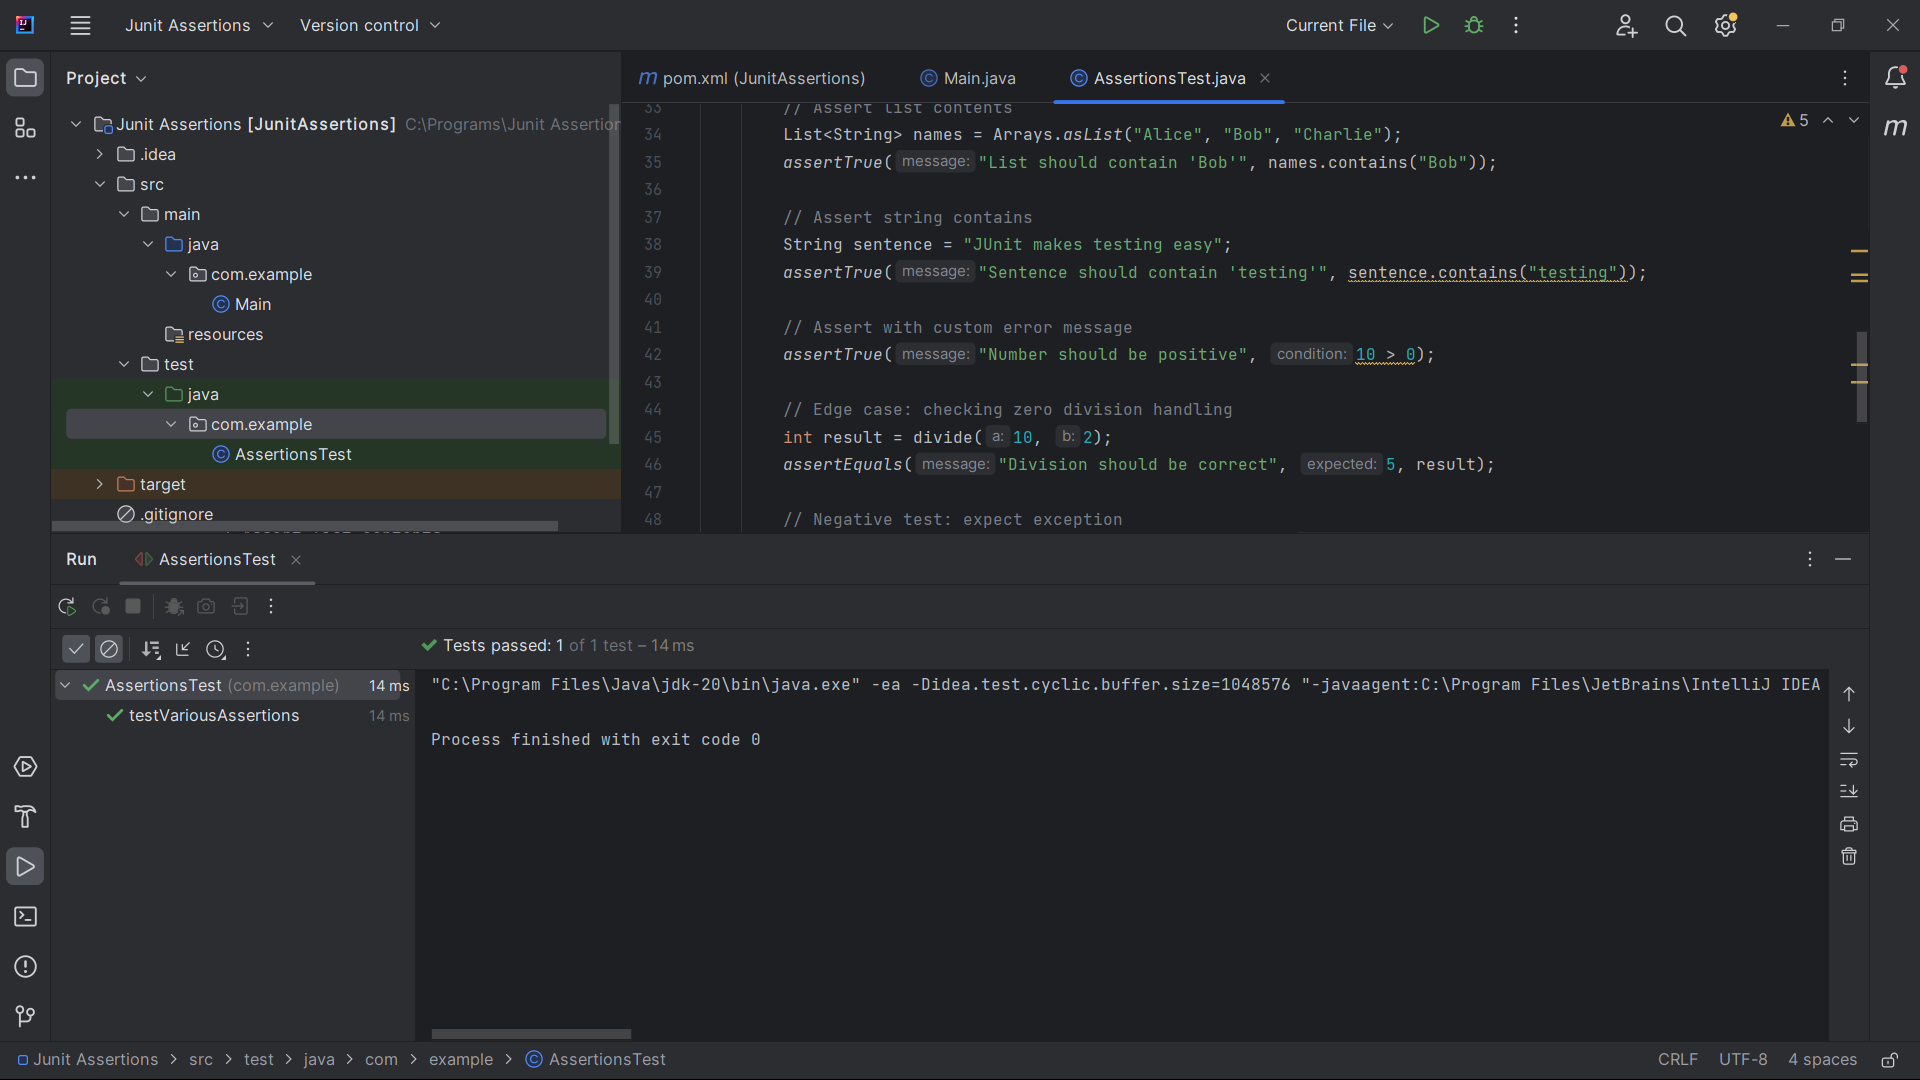 Junit Assertions
Version control
Current File
Project
pom.xml (JunitAssertions)
Main.java
AssertionsTest.java
Junit Assertions [JunitAssertions] C:\Programs\Junit Assertion
.idea
src
main
java
com.example
Main
resources
test
java
com.example
AssertionsTest
target
.gitignore
5
33 // Assert list contents
34 List<String> names = Arrays.asList("Alice", "Bob", "Charlie");
35 assertTrue( message: "List should contain 'Bob'", names.contains("Bob"));
36
37 // Assert string contains
38 String sentence = "JUnit makes testing easy";
39 assertTrue( message: "Sentence should contain 'testing'", sentence.contains("testing"));
40
41 // Assert with custom error message
42 assertTrue( message: "Number should be positive", condition: 10 > 0);
43
44 // Edge case: checking zero division handling
45 int result = divide( a: 10, b: 2);
46 assertEquals( message: "Division should be correct", expected: 5, result);
47
48 // Negative test: expect exception
Run
AssertionsTest
Tests passed: 1 of 1 test – 14 ms
AssertionsTest (com.example) 14 ms
testVariousAssertions 14 ms
"C:\Program Files\Java\jdk-20\bin\java.exe" -ea -Didea.test.cyclic.buffer.size=1048576 "-javaagent:C:\Program Files\JetBrains\IntelliJ IDEA
Process finished with exit code 0
Junit Assertions > src > test > java > com > example > AssertionsTest
CRLF UTF-8 4 spaces